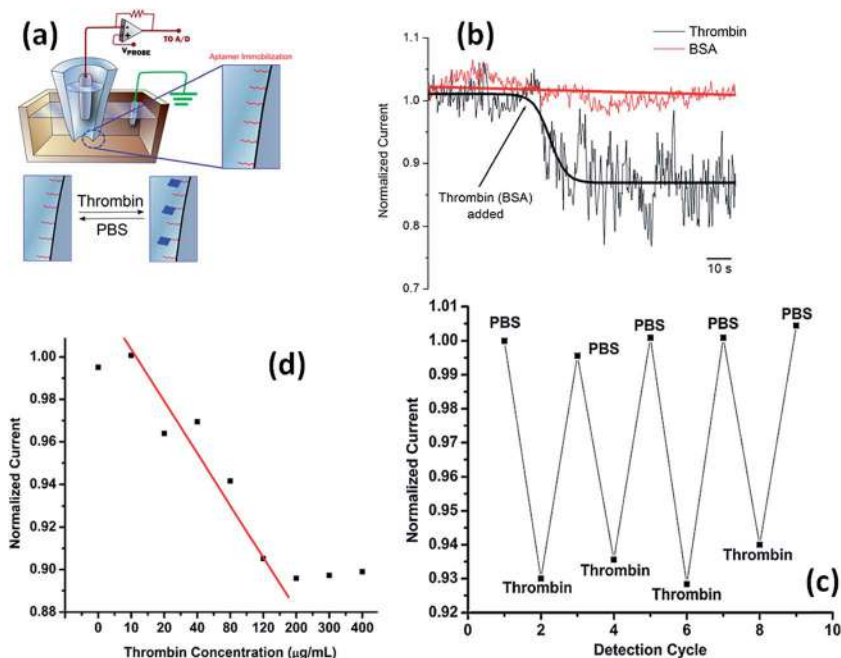 (a)
TO A/D
VPROBE
Aptamer Immobilization
Thrombin
PBS
(b)
Thrombin
BSA
Normalized Current
1.1
1.0
0.9
0.8
0.7
Thrombin (BSA)
added
10 s
(d)
Normalized Current
1.00
0.98
0.96
0.94
0.92
0.90
0.88
0 10 20 40 80 120 200 300 400
Thrombin Concentration (μg/mL)
Normalized Current
1.01
1.00
0.99
0.98
0.97
0.96
0.95
0.94
0.93
0.92
PBS PBS PBS PBS PBS
Thrombin Thrombin Thrombin Thrombin
(c)
0 2 4 6 8 10
Detection Cycle